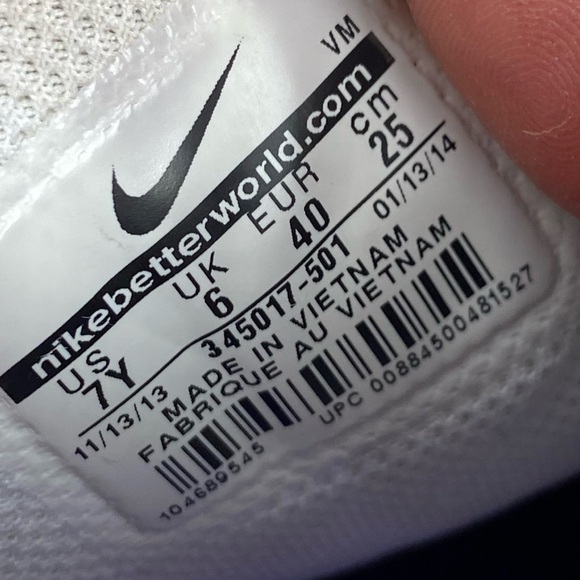 VM
nikebetterworld.com
US UK EUR cm
7Y 6 40 25
11/13/13 345017-501 01/13/14
MADE IN VIETNAM
FABRIQUE AU VIETNAM
104689545 UPC 00884500481527